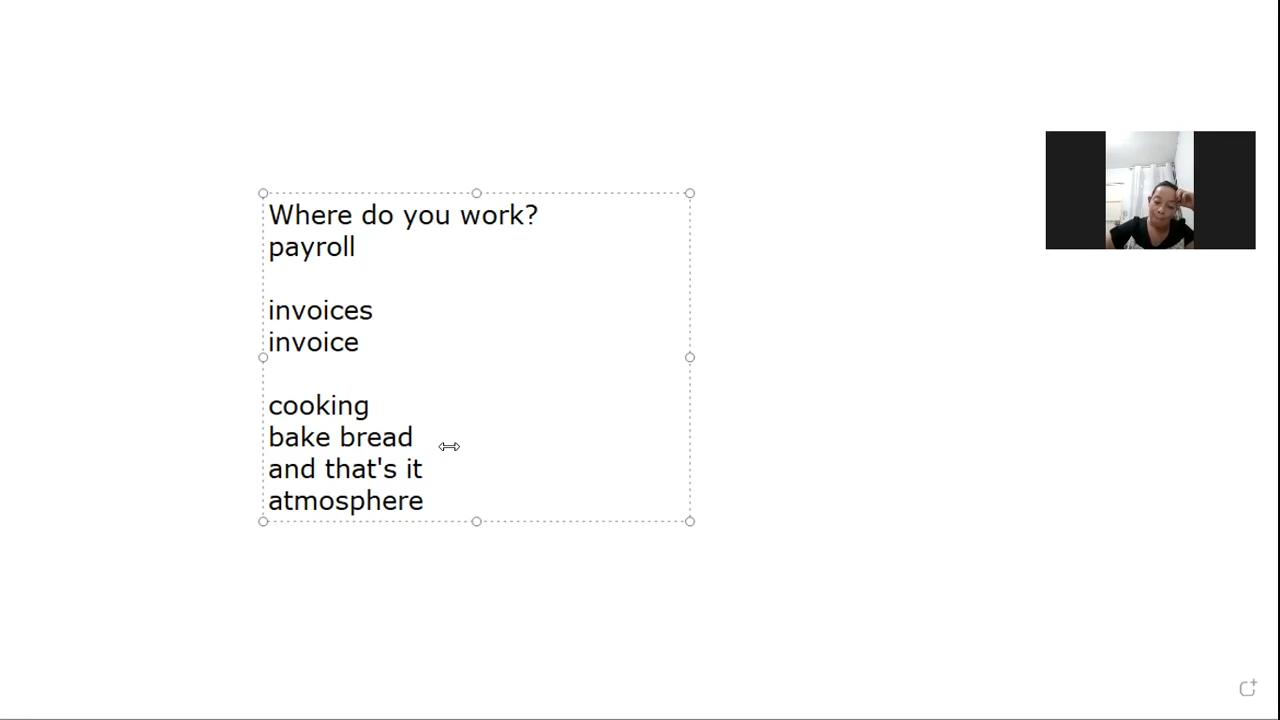 Where do you work?
payroll
invoices
invoice
cooking
bake bread
and that's it
atmosphere